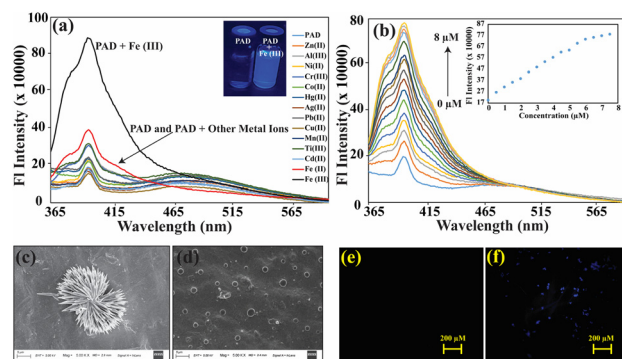 (a)
PAD + Fe (III)
PAD
PAD + Fe (III)
PAD and PAD + Other Metal Ions
Fl Intensity (x 10000)
100
80
60
40
20
0
365 415 465 515 565
Wavelength (nm)
PAD
Zn(II)
Al(III)
Ni(II)
Cr(III)
Co(II)
Hg(II)
Ag(II)
Pb(II)
Cu(II)
Mn(II)
Ti(III)
Cd(II)
Fe (II)
Fe (III)
(b)
8 µM
0 µM
Fl Intensity (x 10000)
80
70
60
50
40
30
20
10
0
365 415 465 515 565
Wavelength (nm)
Fl Intensity (x 10000)
87
77
67
57
47
37
27
17
0 1 2 3 4 5 6 7 8
Concentration (µM)
(c)
(d)
(e)
200 µM
(f)
200 µM